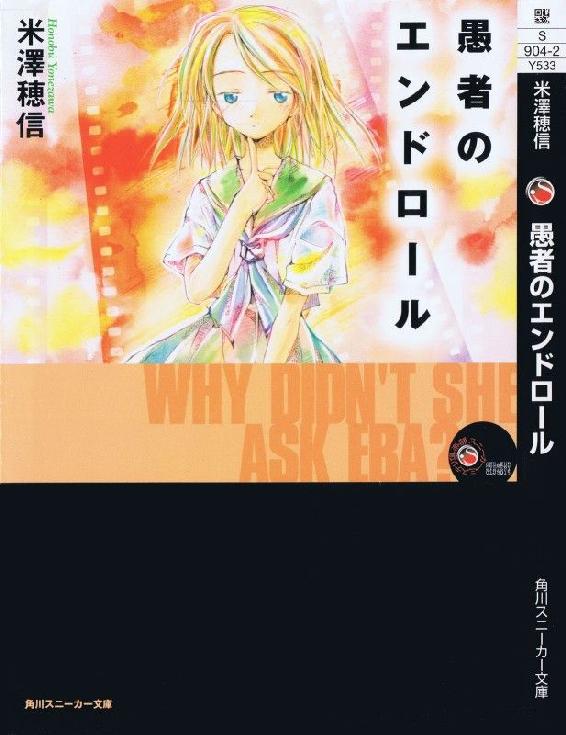 愚者の
エンドロール
米澤穂信
Honobu Yonezawa
WHY DIDN'T SHE
ASK EBA?
角川スニーカー文庫
S
904-2
Y533
米澤穂信
愚者のエンドロール
角川スニーカー文庫